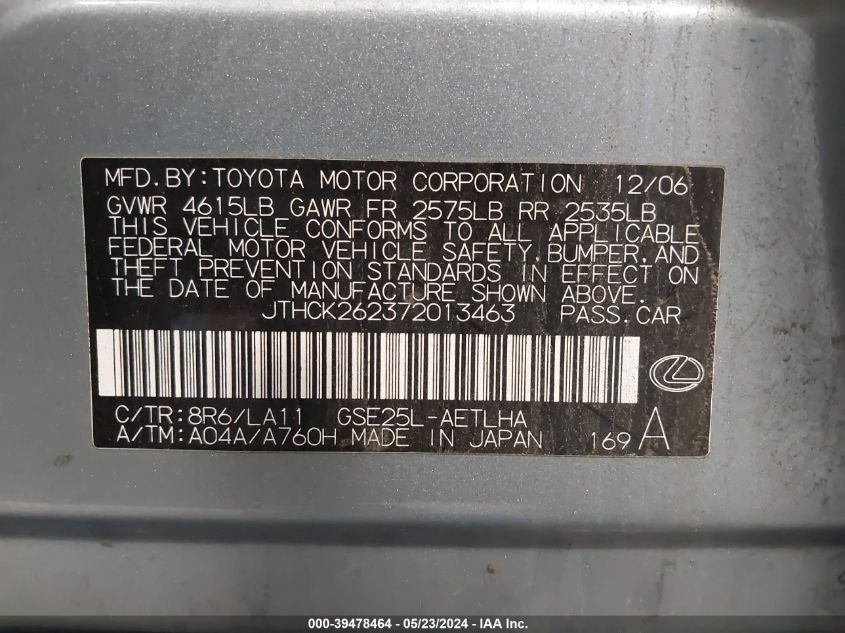 MFD.BY:TOYOTA MOTOR CORPORATION 12/06
GVWR 4615LB GAWR FR 2575LB RR 2535LB
THIS VEHICLE CONFORMS TO ALL APPLICABLE
FEDERAL MOTOR VEHICLE SAFETY,BUMPER,AND
THEFT PREVENTION STANDARDS IN EFFECT ON
THE DATE OF MANUFACTURE SHOWN ABOVE.
JTHCK262372013463 PASS.CAR
C/TR:8R6/LA11 GSE25L-AETLHA
A/TM:A04A/A760H MADE IN JAPAN 169 A
000-39478464 - 05/23/2024 - IAA Inc.